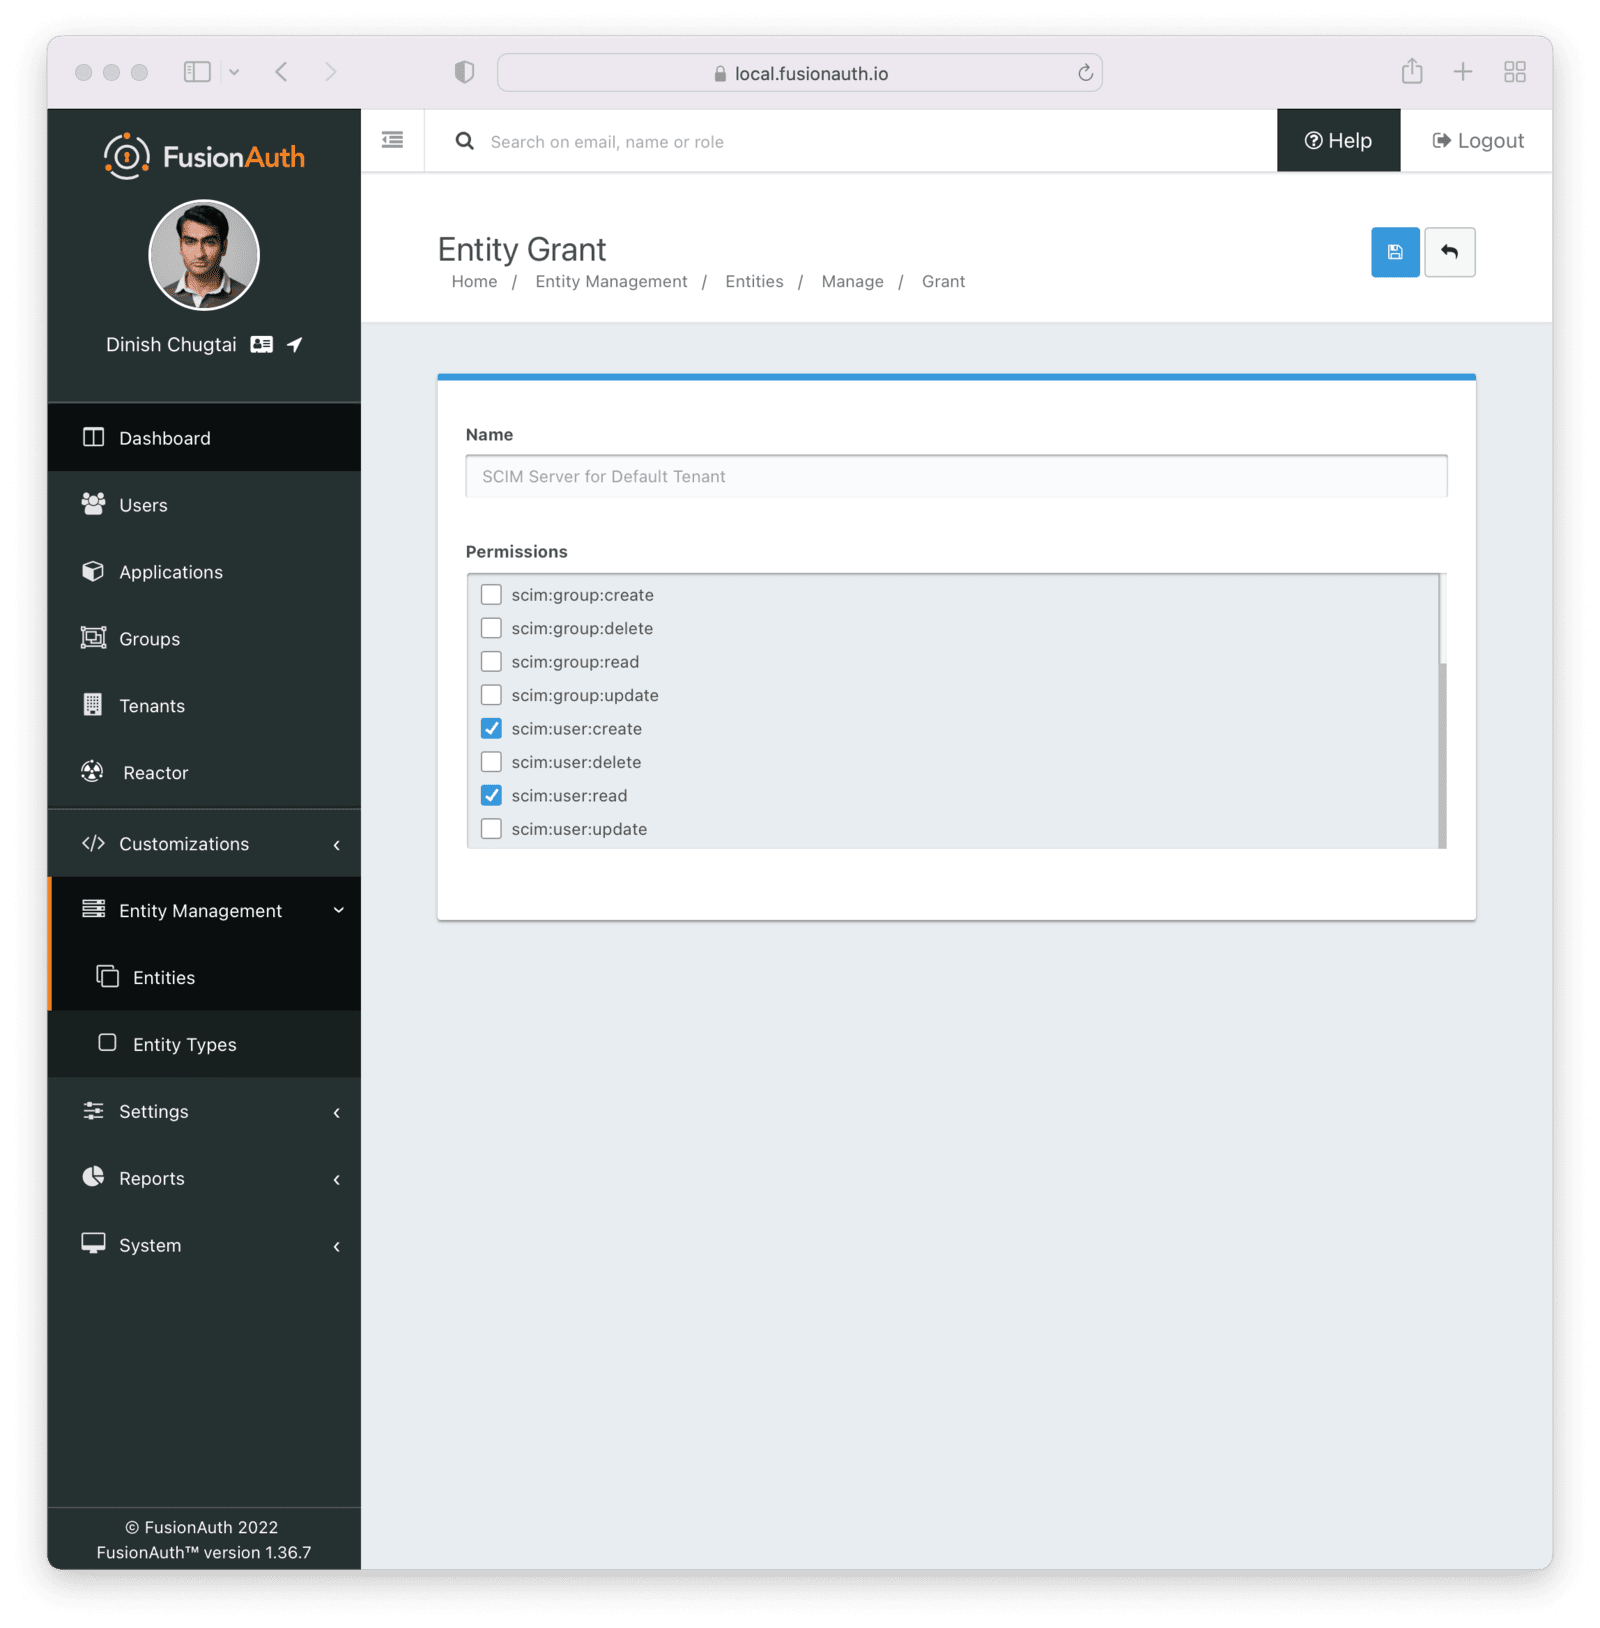 local.fusionauth.io
FusionAuth
Search on email, name or role
Help
Logout
Dinish Chugtai
Entity Grant
Home / Entity Management / Entities / Manage / Grant
Dashboard
Users
Applications
Groups
Tenants
Reactor
Customizations
Entity Management
Entities
Entity Types
Settings
Reports
System
Name
SCIM Server for Default Tenant
Permissions
scim:group:create
scim:group:delete
scim:group:read
scim:group:update
scim:user:create
scim:user:delete
scim:user:read
scim:user:update
© FusionAuth 2022
FusionAuth™ version 1.36.7